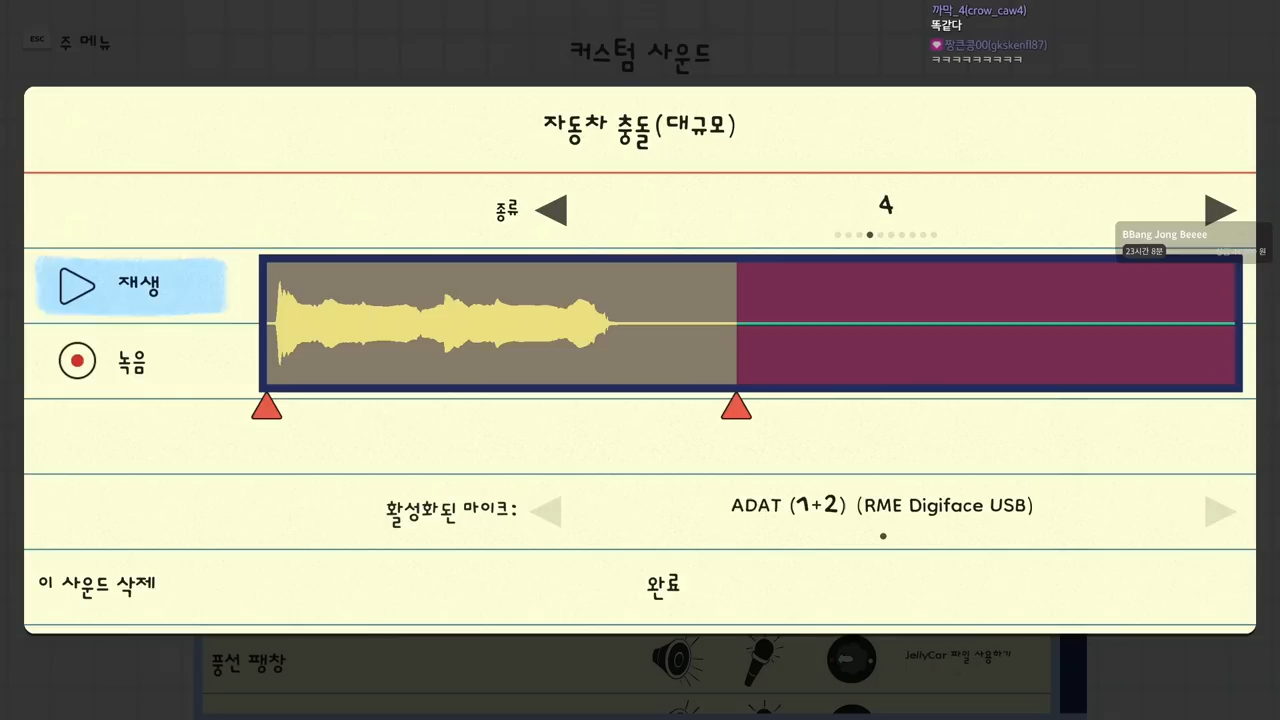 까막_4(crow_caw4)
똑같다
짱큰콩00(gkskenfl87)
ㅋㅋㅋㅋㅋㅋㅋㅋㅋ
ESC 주 메뉴
커스텀 사운드
자동차 충돌(대규모)
종류 4
BBang Jong Beeee
23시간 8분
원
재생
녹음
활성화된 마이크: ADAT (1+2) (RME Digiface USB)
이 사운드 삭제 완료
풍선 팽창 JellyCar 파일 사용하기